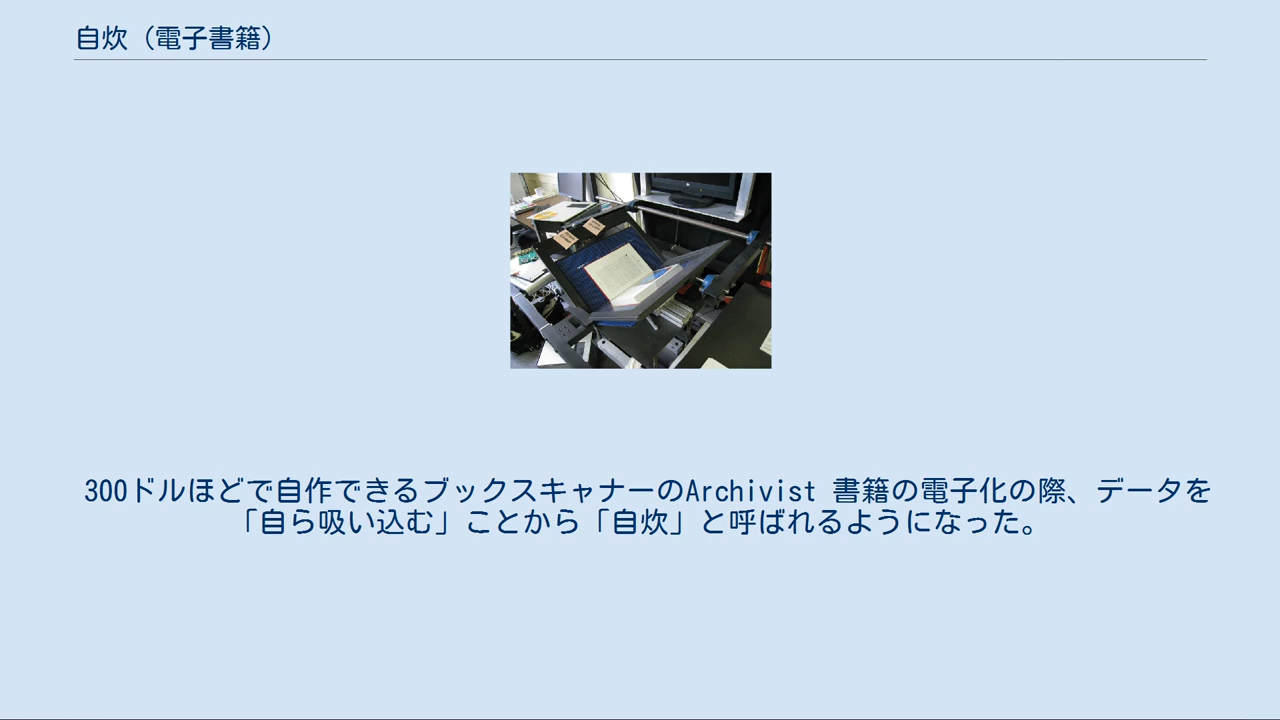 自炊（電子書籍）
300ドルほどで自作できるブックスキャナーのArchivist 書籍の電子化の際、データを
「自ら吸い込む」ことから「自炊」と呼ばれるようになった。